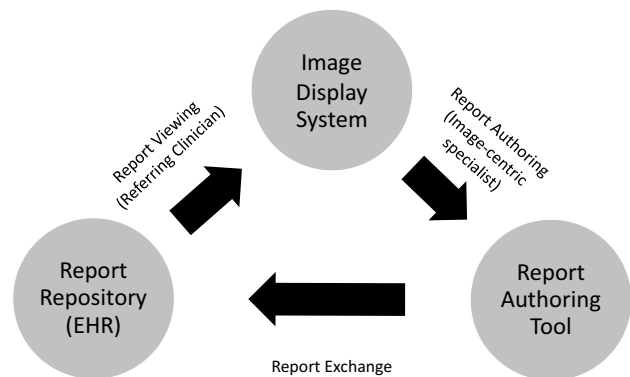 Image
Display
System
Report Viewing
(Referring Clinician)
Report Authoring
(Image-centric
specialist)
Report
Repository
(EHR)
Report
Authoring
Tool
Report Exchange